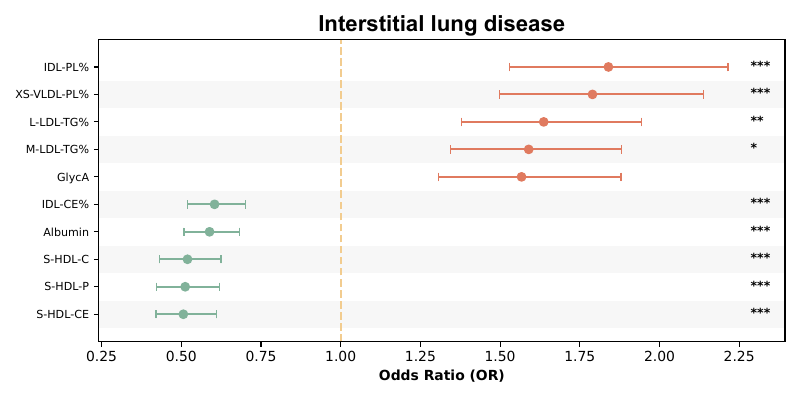 Interstitial lung disease
IDL-PL% ***
XS-VLDL-PL% ***
L-LDL-TG% **
M-LDL-TG% *
GlycA
IDL-CE% ***
Albumin ***
S-HDL-C ***
S-HDL-P ***
S-HDL-CE ***
0.25 0.50 0.75 1.00 1.25 1.50 1.75 2.00 2.25
Odds Ratio (OR)